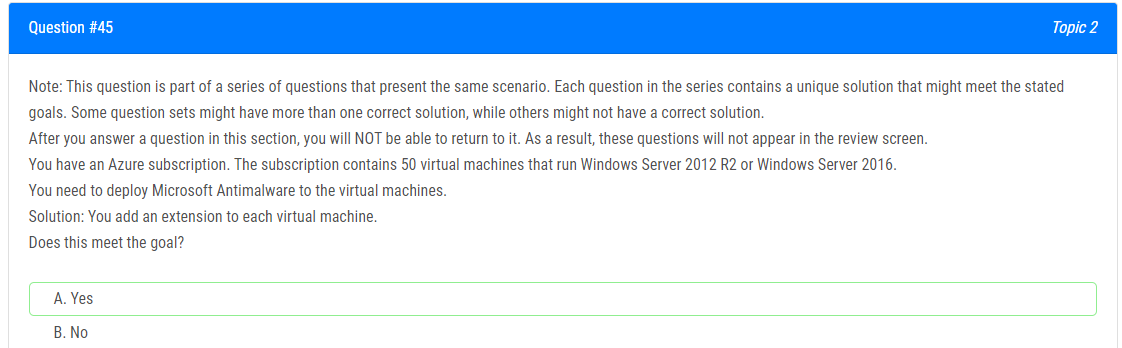 Question #45
Topic 2
Note: This question is part of a series of questions that present the same scenario. Each question in the series contains a unique solution that might meet the stated
goals. Some question sets might have more than one correct solution, while others might not have a correct solution.
After you answer a question in this section, you will NOT be able to return to it. As a result, these questions will not appear in the review screen.
You have an Azure subscription. The subscription contains 50 virtual machines that run Windows Server 2012 R2 or Windows Server 2016.
You need to deploy Microsoft Antimalware to the virtual machines.
Solution: You add an extension to each virtual machine.
Does this meet the goal?
A. Yes
B. No